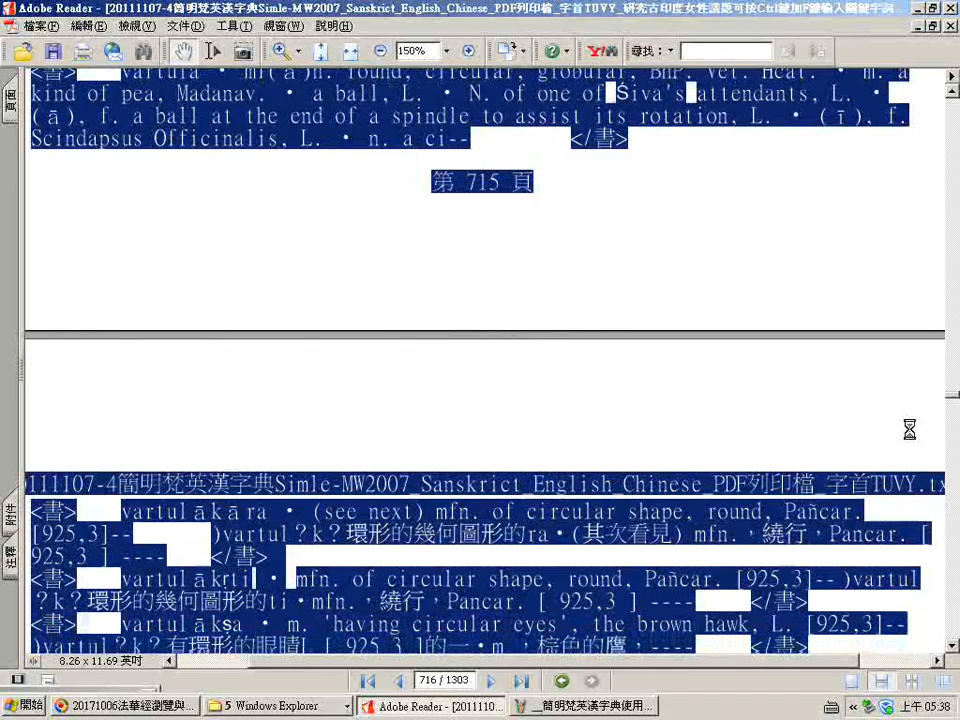 Adobe Reader - [20111107-4簡明梵英漢字典Simle-MW2007_Sanskrict_English_Chinese_PDF列印檔_字首TUVY_研究古印度女性議題可按Ctrl鍵加F鍵輸入關鍵字詞...
檔案(F) 編輯(E) 檢視(V) 文件(D) 工具(T) 視窗(W) 說明(H)
150% 尋找：
頁面
<書> vartula • mf(ā)n. round, circular, globular, BhP. Vet. Hcat. • m. a
kind of pea, Madanav. • a ball, L. • N. of one of Śiva's attendants, L. •
(ā), f. a ball at the end of a spindle to assist its rotation, L. • (ī), f.
Scindapsus Officinalis, L. • n. a ci-- </書>
第 715 頁
111107-4簡明梵英漢字典Simle-MW2007_Sanskrict_English_Chinese_PDF列印檔_字首TUVY.tx
<書> vartulākāra • (see next) mfn. of circular shape, round, Pañcar.
[925,3]-- )vartul？k？環形的幾何圖形的ra•(其次看見) mfn.，繞行，Pancar. [
925,3 ] ---- </書>
<書> vartulākṛti • mfn. of circular shape, round, Pañcar. [925,3]-- )vartul
？k？環形的幾何圖形的ti•mfn.，繞行，Pancar. [ 925,3 ] ---- </書>
<書> vartulākṣa • m. 'having circular eyes', the brown hawk, L. [925,3]--
)vartul？k？有環形的眼睛[ [ 925,3 ]的一•m.，棕色的鷹，
附件
注釋
8.26 x 11.69 英吋
716 / 1303
開始 20171006法華經瀏覽與... 5 Windows Explorer Adobe Reader - [2011110... __簡明梵英漢字典使用... 上午 05:38